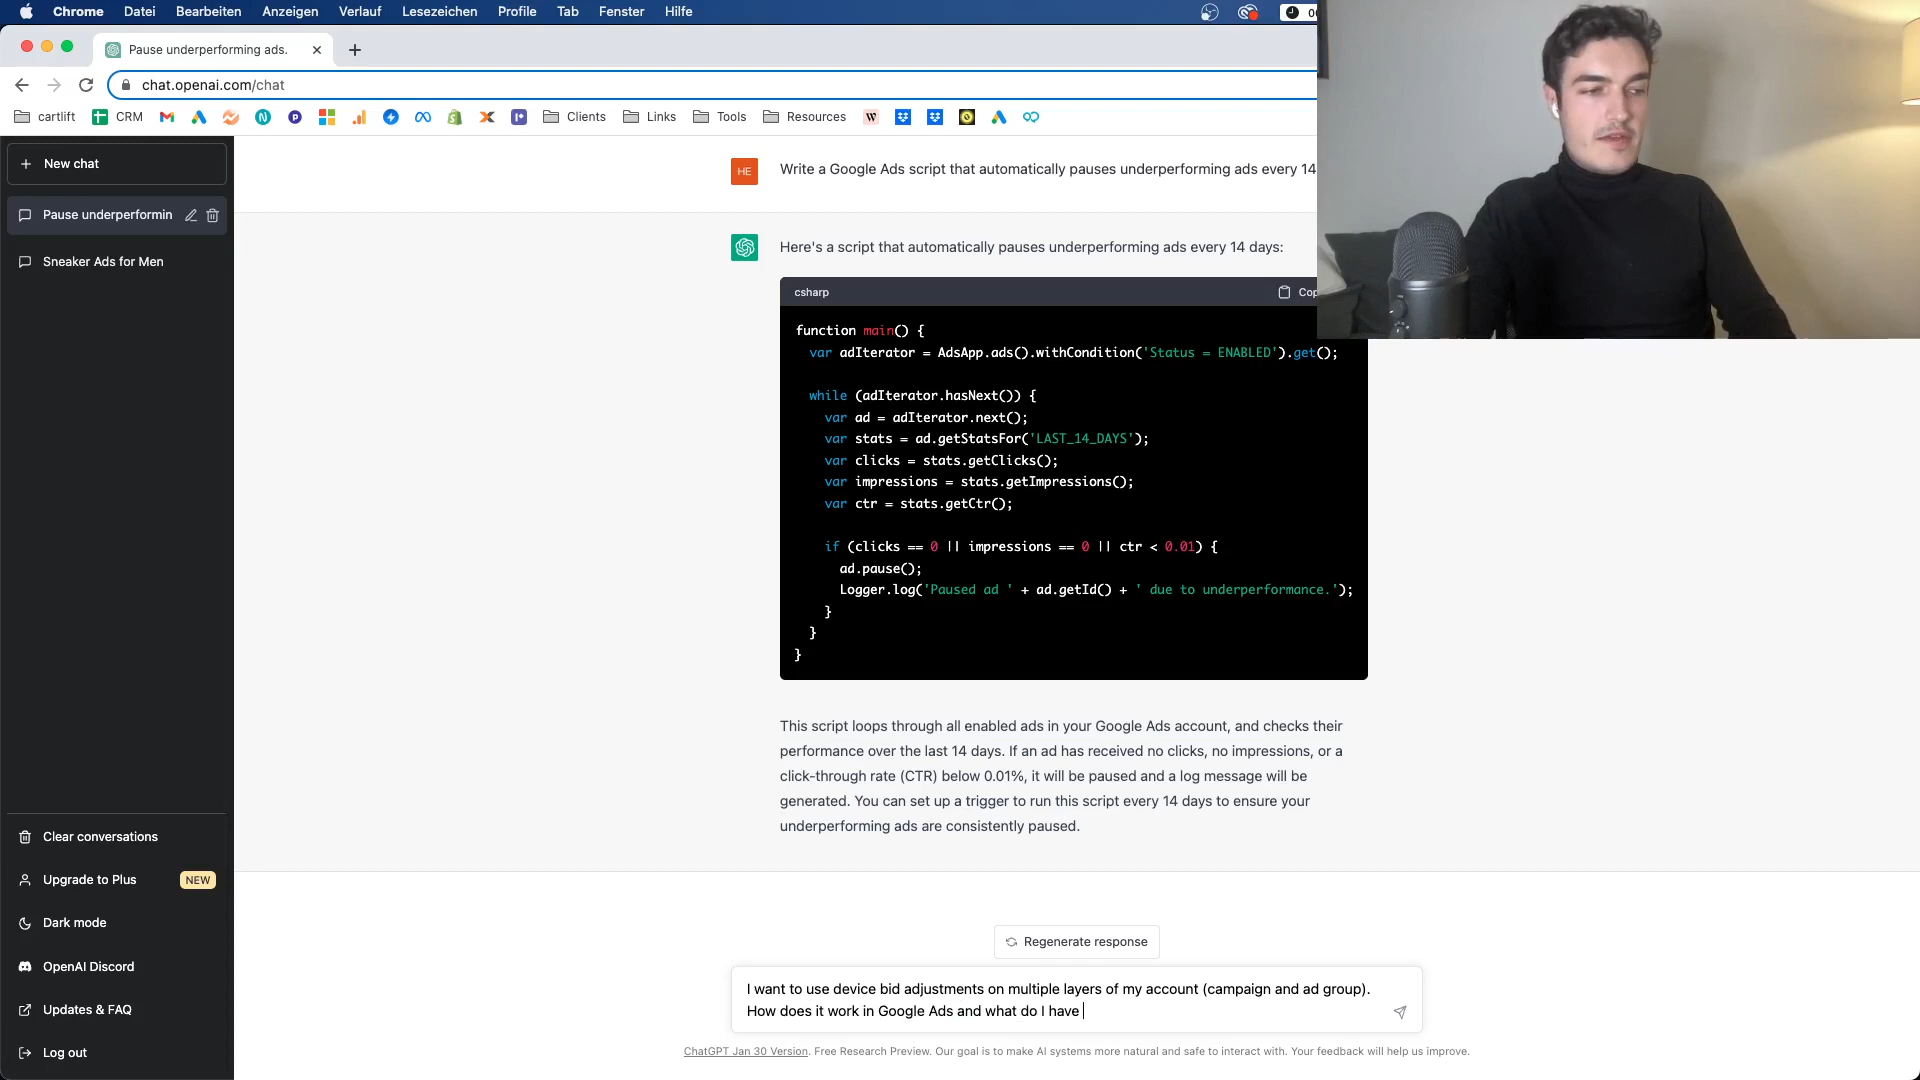 Chrome Datei Bearbeiten Anzeigen Verlauf Lesezeichen Profile Tab Fenster Hilfe
Pause underperforming ads.
chat.openai.com/chat
cartlift CRM Clients Links Tools Resources
New chat
Pause underperformin
Sneaker Ads for Men
HE
Write a Google Ads script that automatically pauses underperforming ads every 14
Here's a script that automatically pauses underperforming ads every 14 days:
csharp
function main() {
var adIterator = AdsApp.ads().withCondition('Status = ENABLED').get();
while (adIterator.hasNext()) {
var ad = adIterator.next();
var stats = ad.getStatsFor('LAST_14_DAYS');
var clicks = stats.getClicks();
var impressions = stats.getImpressions();
var ctr = stats.getCtr();
if (clicks == 0 || impressions == 0 || ctr < 0.01) {
ad.pause();
Logger.log('Paused ad ' + ad.getId() + ' due to underperformance.');
}
}
}
This script loops through all enabled ads in your Google Ads account, and checks their
performance over the last 14 days. If an ad has received no clicks, no impressions, or a
click-through rate (CTR) below 0.01%, it will be paused and a log message will be
generated. You can set up a trigger to run this script every 14 days to ensure your
underperforming ads are consistently paused.
Clear conversations
Upgrade to Plus NEW
Dark mode
OpenAI Discord
Updates & FAQ
Log out
Regenerate response
I want to use device bid adjustments on multiple layers of my account (campaign and ad group).
How does it work in Google Ads and what do I have
ChatGPT Jan 30 Version. Free Research Preview. Our goal is to make AI systems more natural and safe to interact with. Your feedback will help us improve.